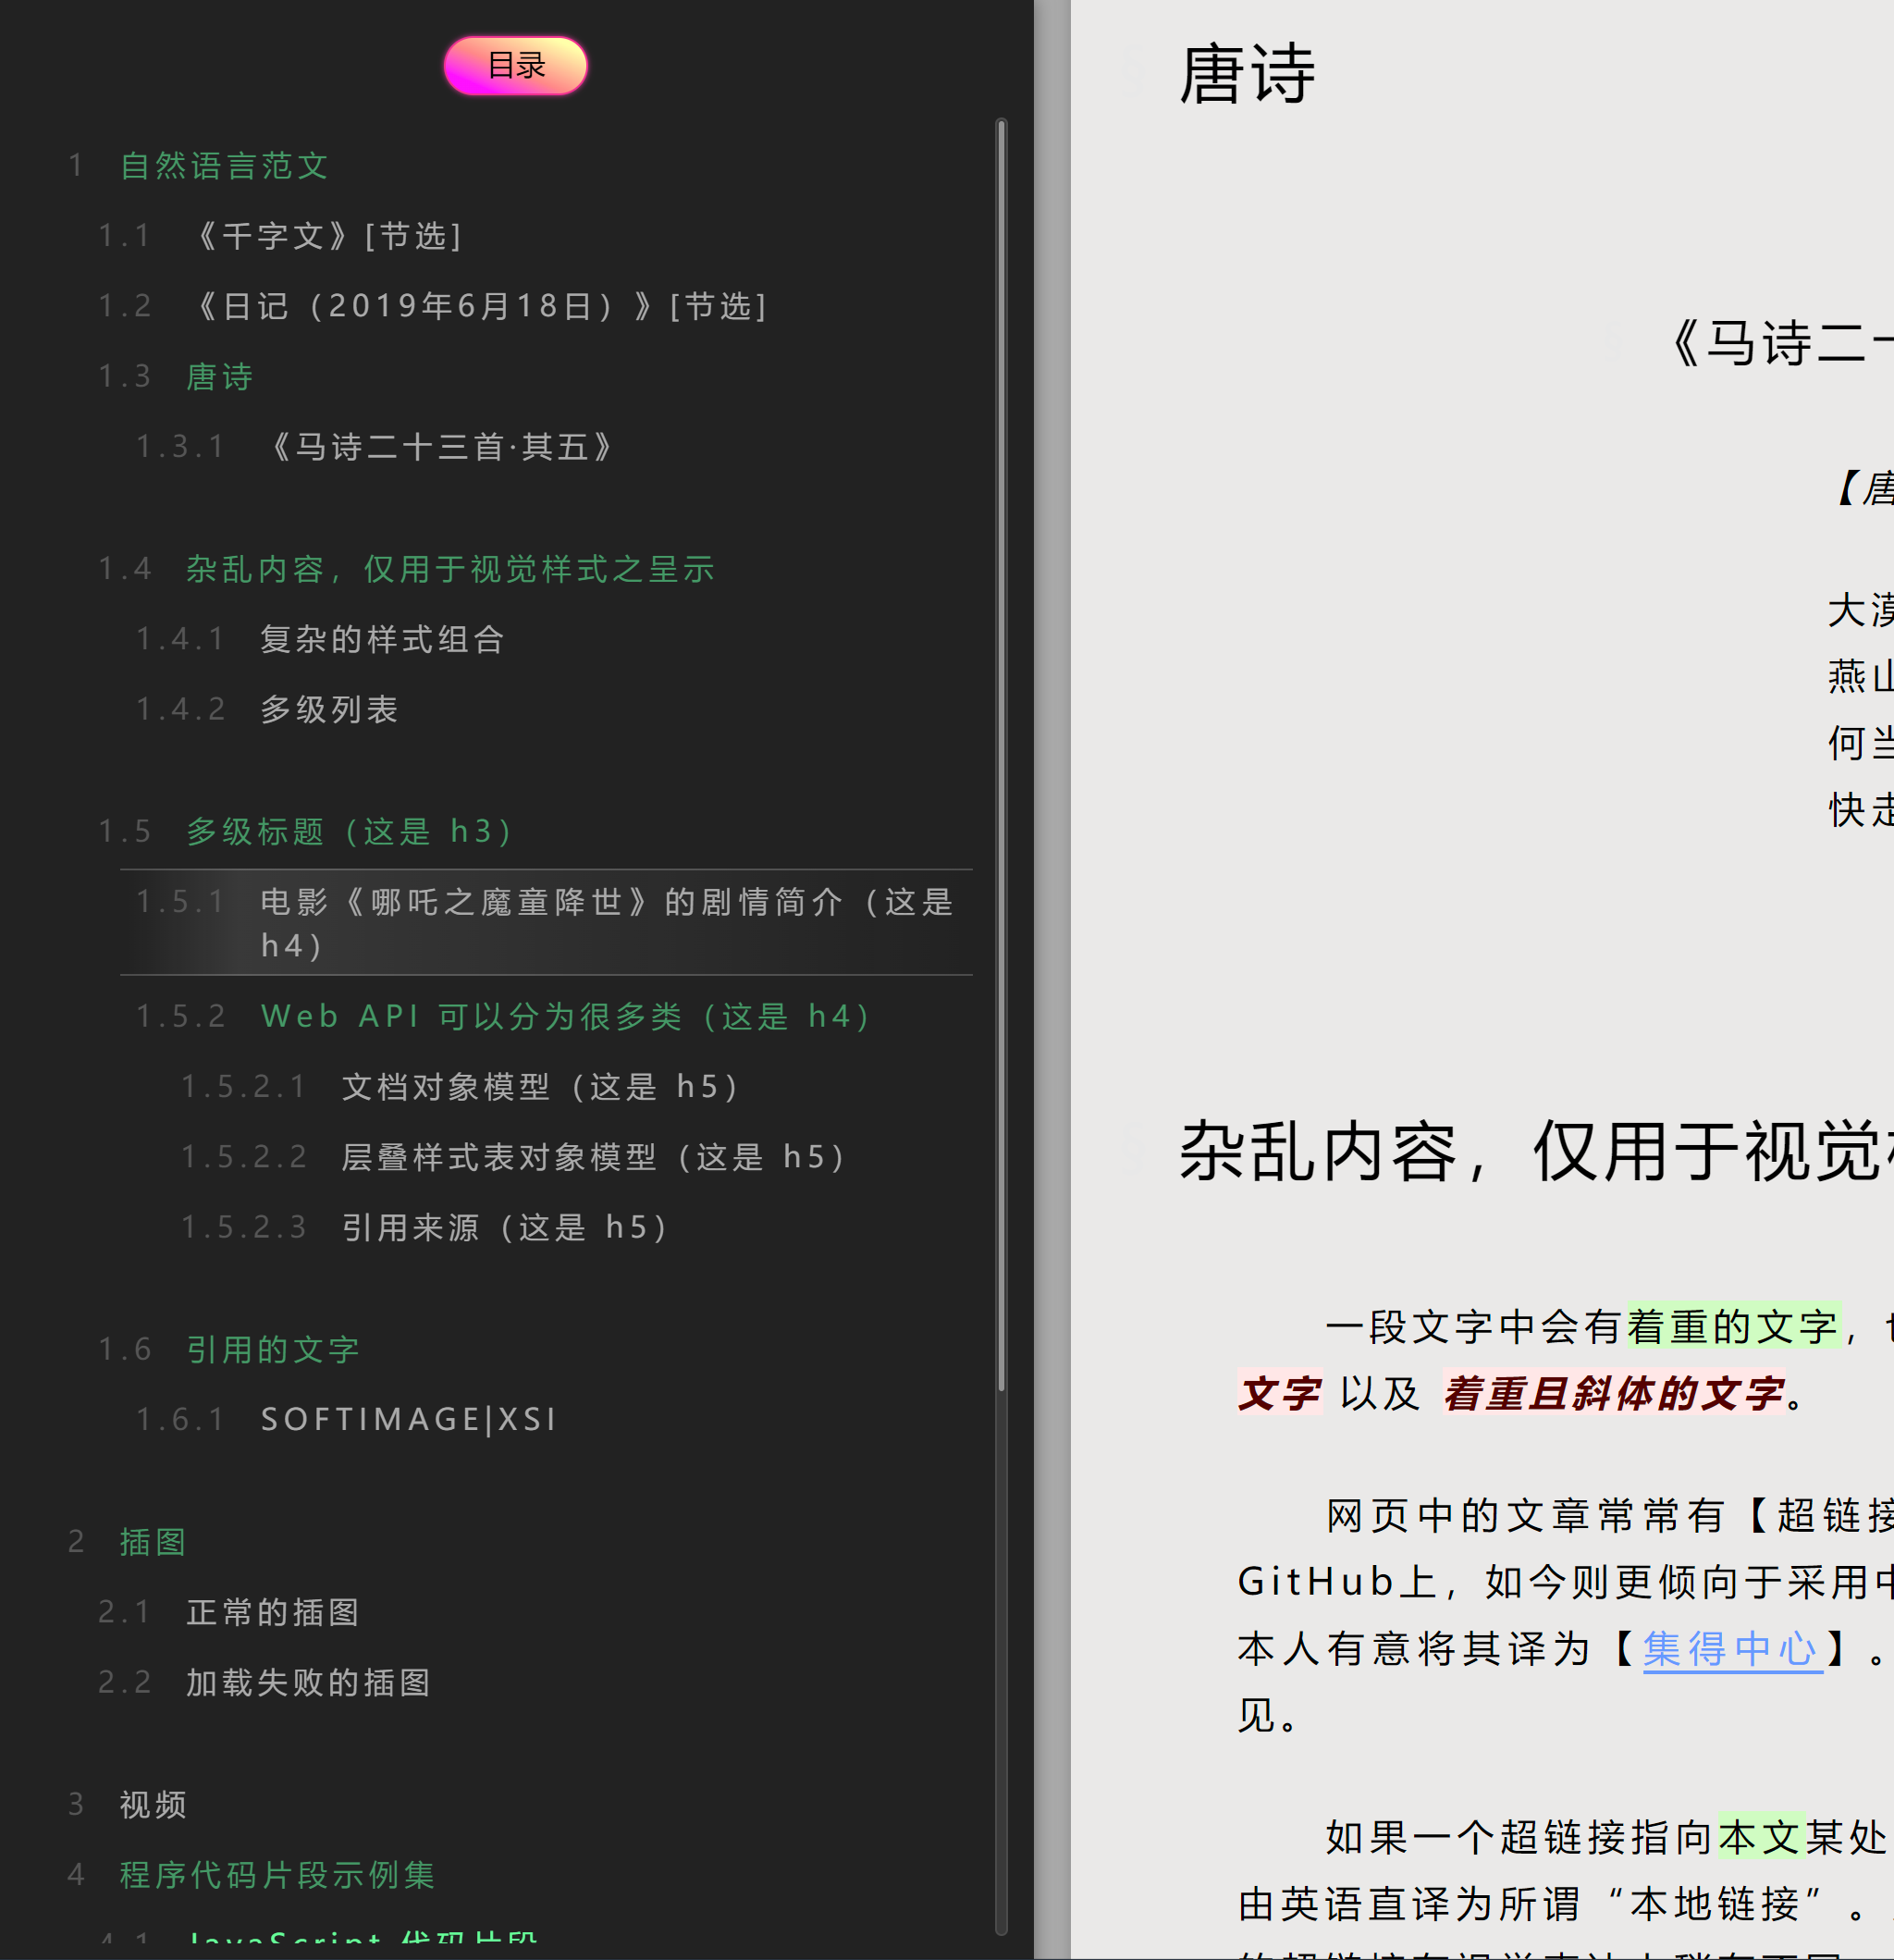 目录
1 自然语言范文
1.1 《千字文》[节选]
1.2 《日记（2019年6月18日）》[节选]
1.3 唐诗
1.3.1 《马诗二十三首·其五》
1.4 杂乱内容，仅用于视觉样式之呈示
1.4.1 复杂的样式组合
1.4.2 多级列表
1.5 多级标题（这是 h3）
1.5.1 电影《哪吒之魔童降世》的剧情简介（这是
h4）
1.5.2 Web API 可以分为很多类（这是 h4）
1.5.2.1 文档对象模型（这是 h5）
1.5.2.2 层叠样式表对象模型（这是 h5）
1.5.2.3 引用来源（这是 h5）
1.6 引用的文字
1.6.1 SOFTIMAGE|XSI
2 插图
2.1 正常的插图
2.2 加载失败的插图
3 视频
4 程序代码片段示例集
4.1 JavaScript 代码片段
唐诗
《马诗二十
【唐
大漠
燕山
何当
快走
杂乱内容，仅用于视觉
一段文字中会有着重的文字，
文字 以及 着重且斜体的文字。
网页中的文章常常有【超链接
GitHub上，如今则更倾向于采用中
本人有意将其译为【集得中心】。
见。
如果一个超链接指向本文某处
由英语直译为所谓“本地链接”。